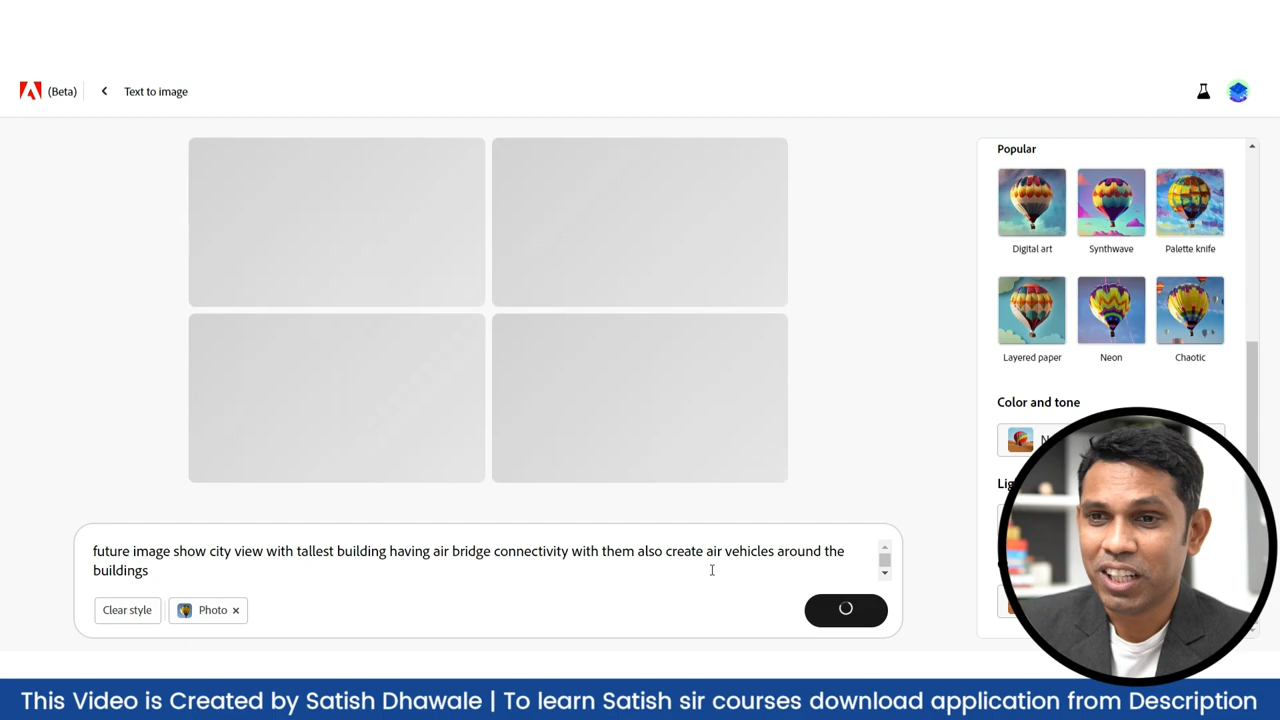 (Beta)
Text to image
Popular
Digital art
Synthwave
Palette knife
Layered paper
Neon
Chaotic
Color and tone
future image show city view with tallest building having air bridge connectivity with them also create air vehicles around the
buildings
Clear style
Photo
This Video is Created by Satish Dhawale | To learn Satish sir courses download application from Description